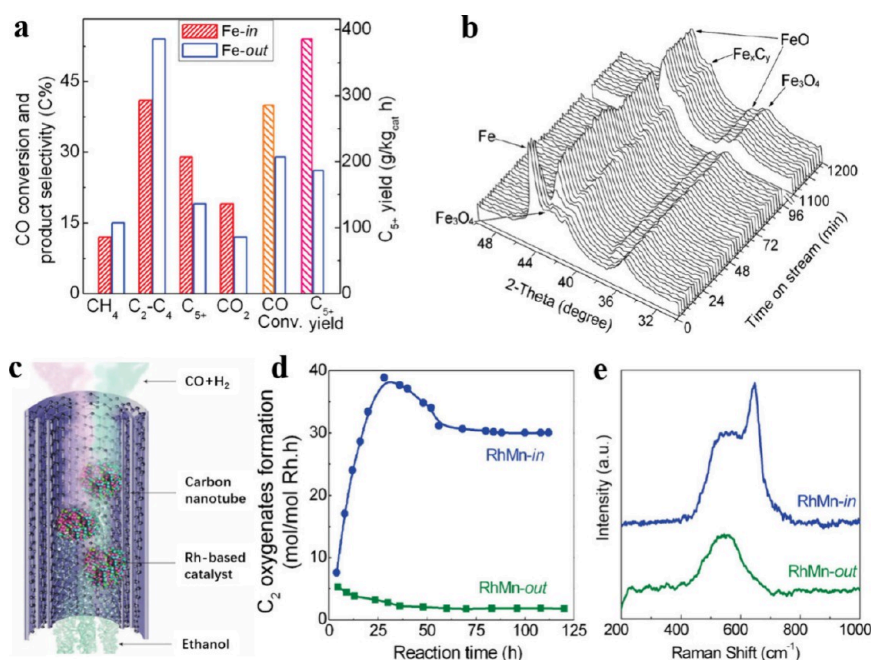 a
Fe-in
Fe-out
CO conversion and
product selectivity (C%)
45
30
15
0
400
300
200
100
0
C5+ yield (g/kgcat h)
CH4
C2-C4
C5+
CO2
CO
Conv.
C5+
yield
b
FeO
FexCy
Fe3O4
Fe
Fe3O4
48
44
40
36
32
2-Theta (degree)
0
24
48
72
96
1100
1200
Time on stream (min)
c
CO+H2
Carbon
nanotube
Rh-based
catalyst
Ethanol
d
C2 oxygenates formation
(mol/mol Rh.h)
40
30
20
10
0
RhMn-in
RhMn-out
0
25
50
75
100
120
Reaction time (h)
e
Intensity (a.u.)
RhMn-in
RhMn-out
200
400
600
800
1000
Raman Shift (cm-1)